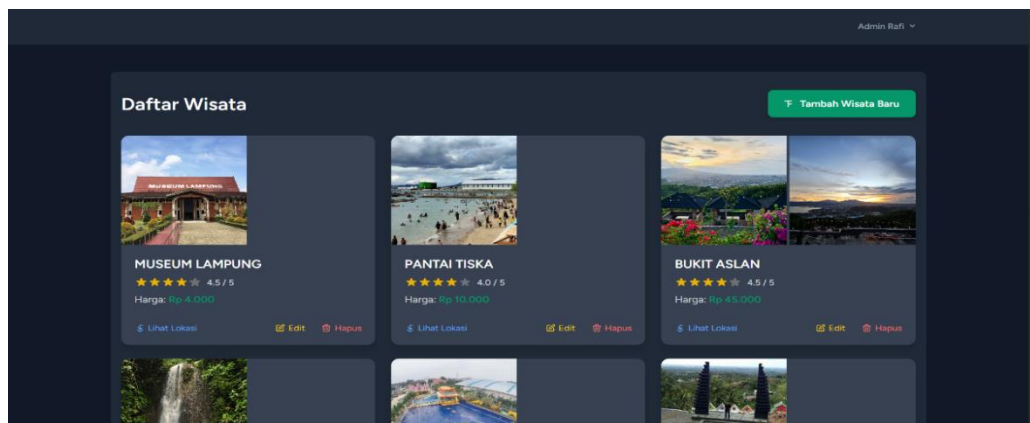 Admin Rafi
Daftar Wisata
Tambah Wisata Baru
MUSEUM LAMPUNG
MUSEUM LAMPUNG
4.5 / 5
Harga: Rp 4.000
Lihat Lokasi Edit Hapus
PANTAI TISKA
4.0 / 5
Harga: Rp 10.000
Lihat Lokasi Edit Hapus
BUKIT ASLAN
4.5 / 5
Harga: Rp 45.000
Lihat Lokasi Edit Hapus